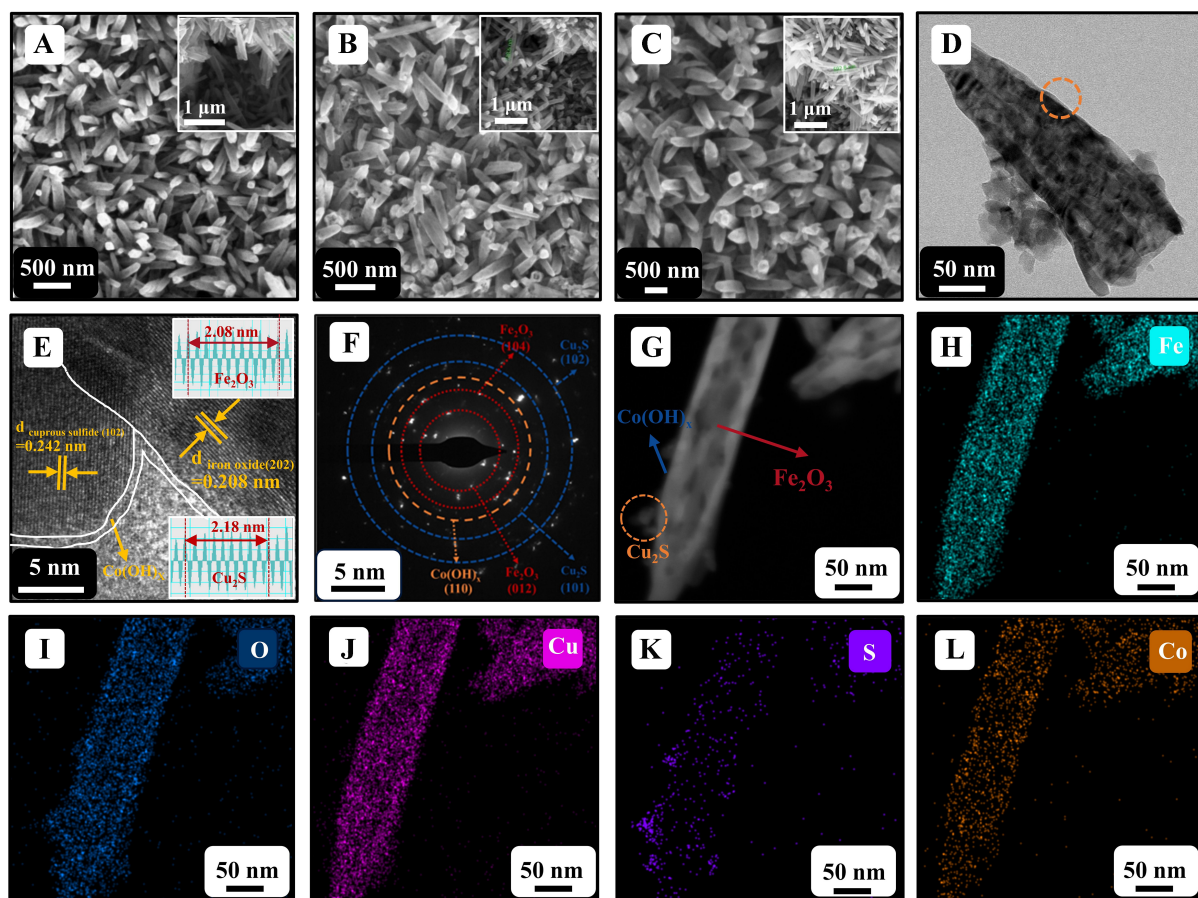 A
1 μm
500 nm
B
1 μm
500 nm
C
1 μm
500 nm
D
50 nm
E
2.08 nm
Fe₂O₃
d cuprous sulfide (102)
=0.242 nm
d iron oxide(202)
=0.208 nm
2.18 nm
Cu₂S
Co(OH)ₓ
5 nm
F
Fe₂O₃
(104)
Cu₂S
(102)
Co(OH)ₓ
(110)
Fe₂O₃
(012)
Cu₂S
(101)
5 nm
G
Co(OH)ₓ
Fe₂O₃
Cu₂S
50 nm
H
Fe
50 nm
I
O
50 nm
J
Cu
50 nm
K
S
50 nm
L
Co
50 nm